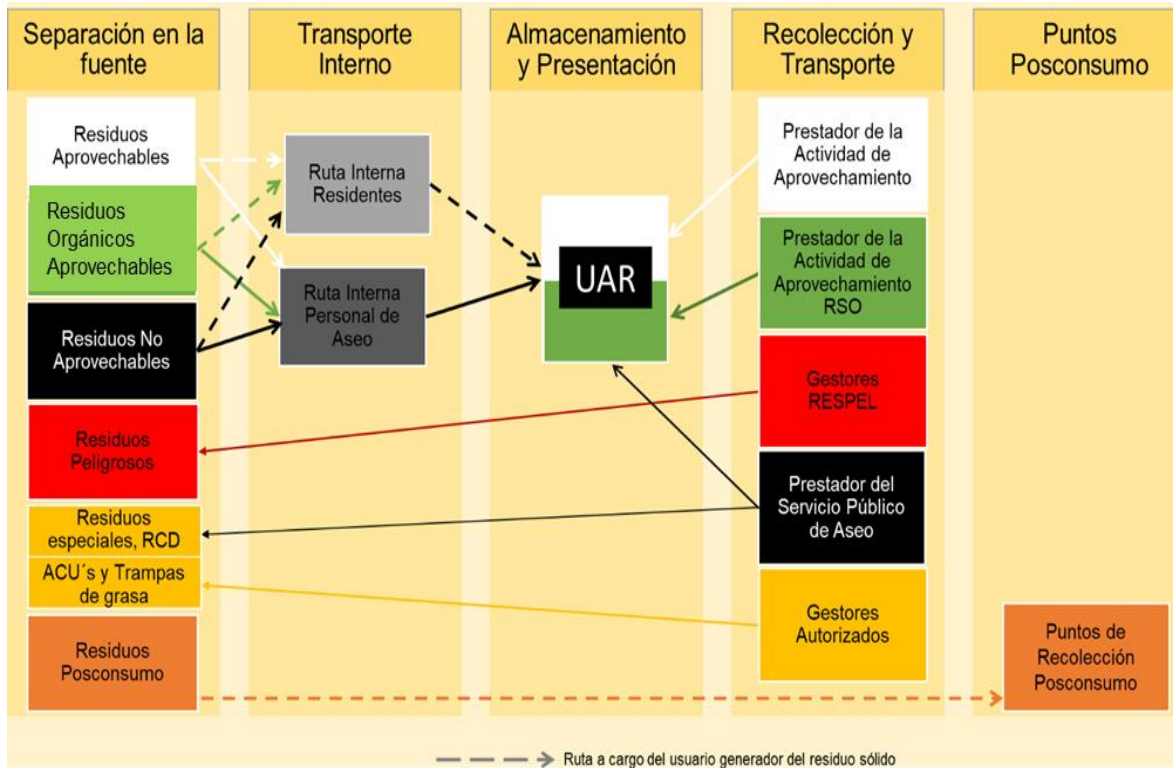 Separación en la
fuente
Transporte
Interno
Almacenamiento
y Presentación
Recolección y
Transporte
Puntos
Posconsumo
Residuos
Aprovechables
Residuos
Orgánicos
Aprovechables
Residuos No
Aprovechables
Residuos
Peligrosos
Residuos
especiales, RCD
ACU´s y Trampas
de grasa
Residuos
Posconsumo
Ruta Interna
Residentes
Ruta Interna
Personal de
Aseo
UAR
Prestador de la
Actividad de
Aprovechamiento
Prestador de la
Actividad de
Aprovechamiento
RSO
Gestores
RESPEL
Prestador del
Servicio Público
de Aseo
Gestores
Autorizados
Puntos de
Recolección
Posconsumo
Ruta a cargo del usuario generador del residuo sólido